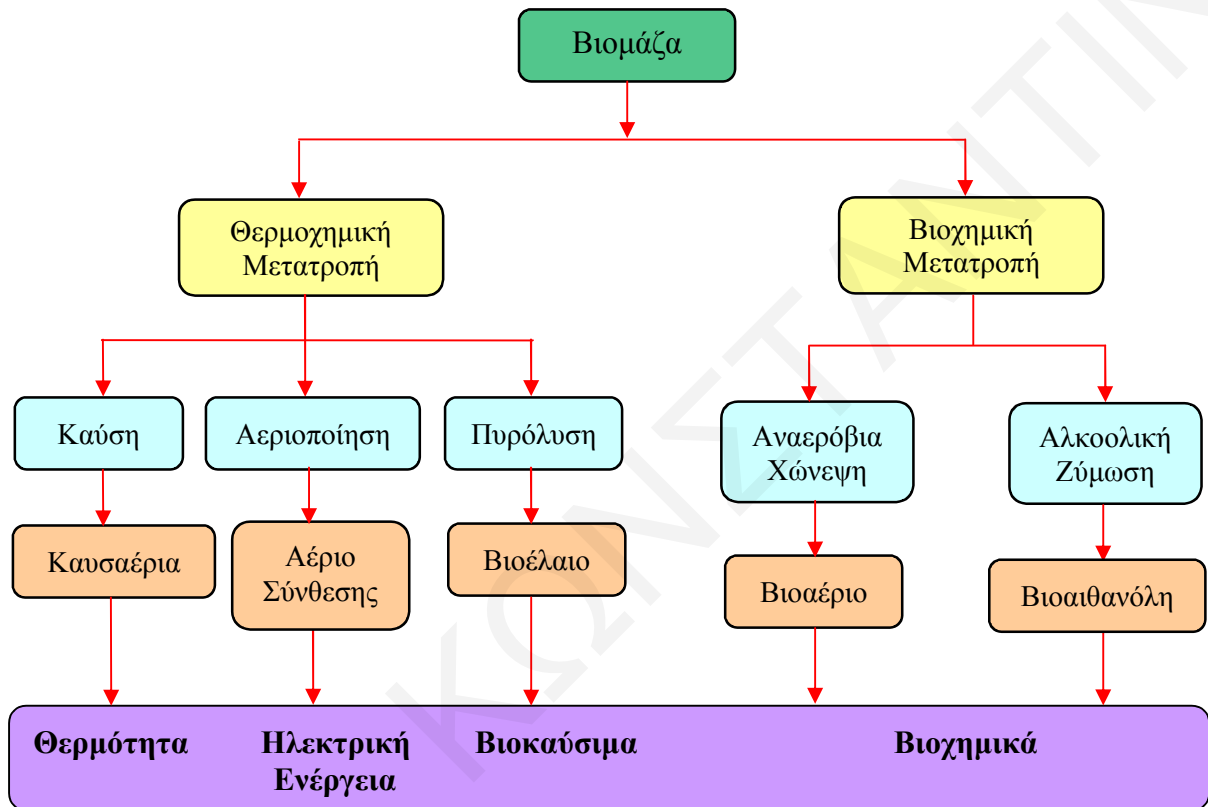 Βιομάζα
Θερμοχημική
Μετατροπή
Βιοχημική
Μετατροπή
Καύση
Αεριοποίηση
Πυρόλυση
Αναερόβια
Χώνεψη
Αλκοολική
Ζύμωση
Καυσαέρια
Αέριο
Σύνθεσης
Βιοέλαιο
Βιοαέριο
Βιοαιθανόλη
Θερμότητα
Ηλεκτρική
Ενέργεια
Βιοκαύσιμα
Βιοχημικά
ΚΩΝΣΤΑΝΤΙΝ